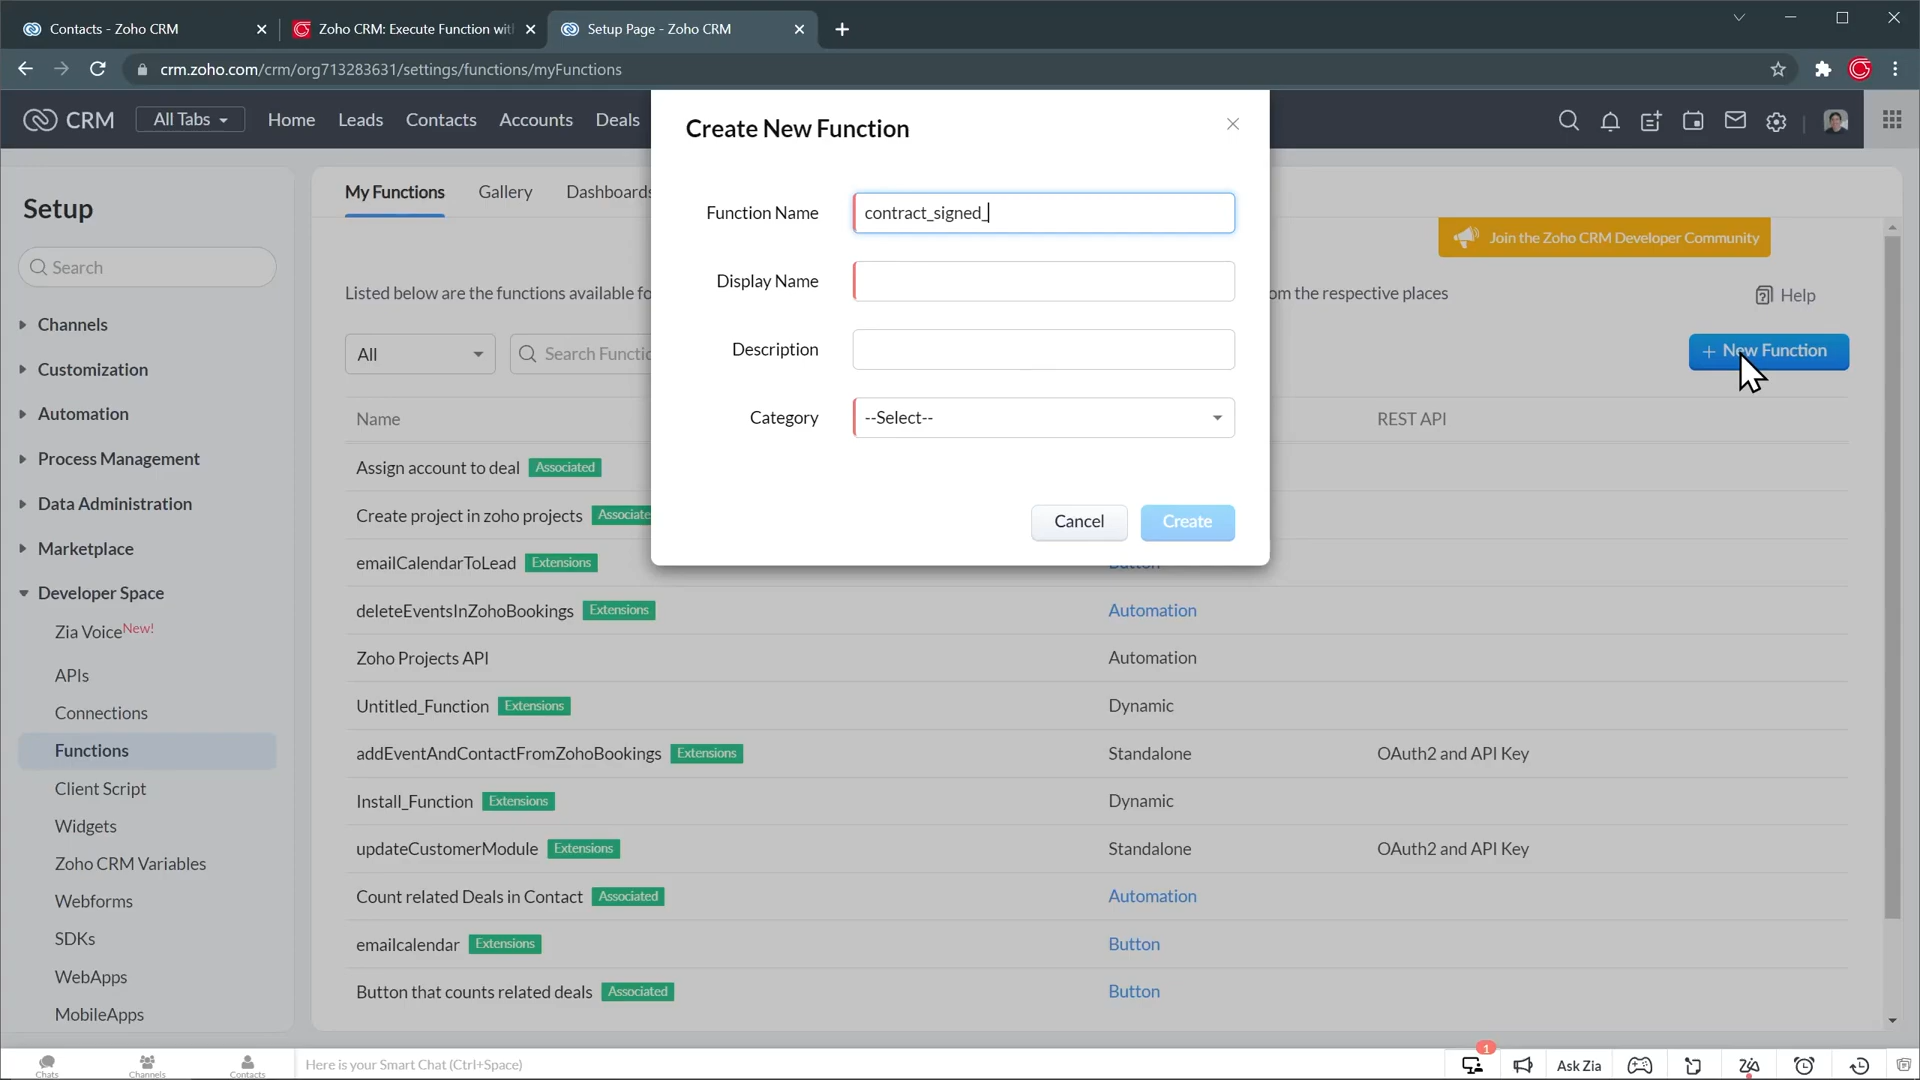 Contacts - Zoho CRM
Zoho CRM: Execute Function with
Setup Page - Zoho CRM
crm.zoho.com/crm/org713283631/settings/functions/myFunctions
CRM
All Tabs
Home
Leads
Contacts
Accounts
Deals
Create New Function
Function Name
contract_signed_
Display Name
Description
Category
--Select--
Cancel
Create
Setup
Search
Channels
Customization
Automation
Process Management
Data Administration
Marketplace
Developer Space
Zia Voice New!
APIs
Connections
Functions
Client Script
Widgets
Zoho CRM Variables
Webforms
SDKs
WebApps
MobileApps
My Functions
Gallery
Dashboards
Join the Zoho CRM Developer Community
Listed below are the functions available fo
om the respective places
Help
All
Search Functio
+ New Function
Name
REST API
Assign account to deal Associated
Create project in zoho projects Associate
emailCalendarToLead Extensions
Button
deleteEventsInZohoBookings Extensions Automation
Zoho Projects API Automation
Untitled_Function Extensions Dynamic
addEventAndContactFromZohoBookings Extensions Standalone OAuth2 and API Key
Install_Function Extensions Dynamic
updateCustomerModule Extensions Standalone OAuth2 and API Key
Count related Deals in Contact Associated Automation
emailcalendar Extensions Button
Button that counts related deals Associated Button
Chats
Channels
Contacts
Here is your Smart Chat (Ctrl+Space)
1
Ask Zia